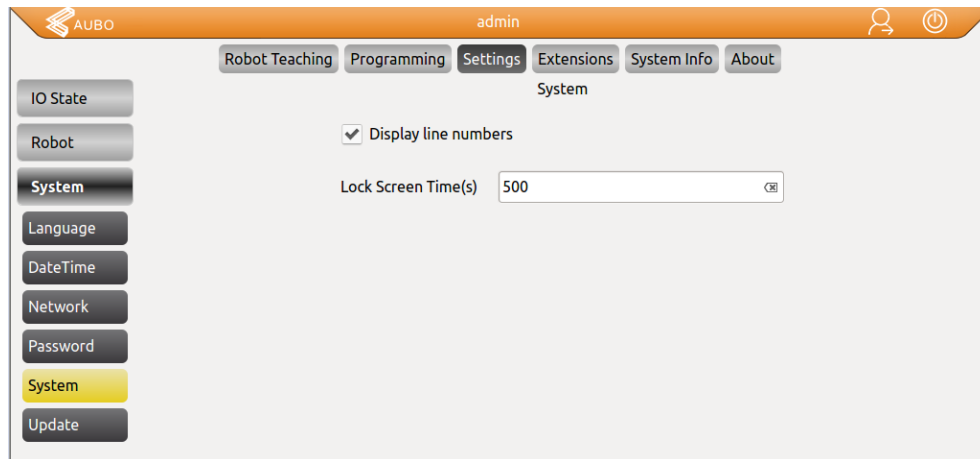 AUBO
admin
Robot Teaching
Programming
Settings
Extensions
System Info
About
System
IO State
Robot
System
Language
DateTime
Network
Password
System
Update
Display line numbers
Lock Screen Time(s)
500